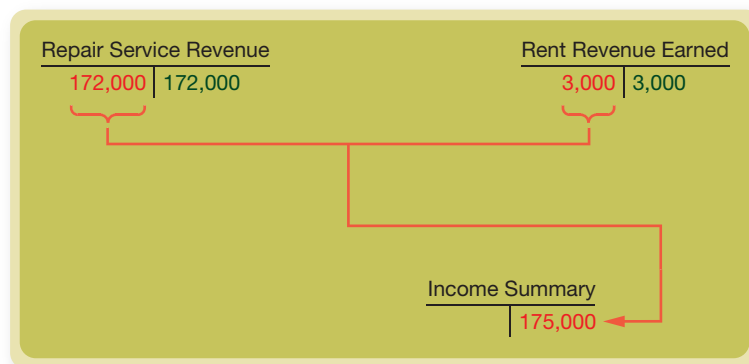 Repair Service Revenue
172,000 172,000
Rent Revenue Earned
3,000 3,000
Income Summary
175,000